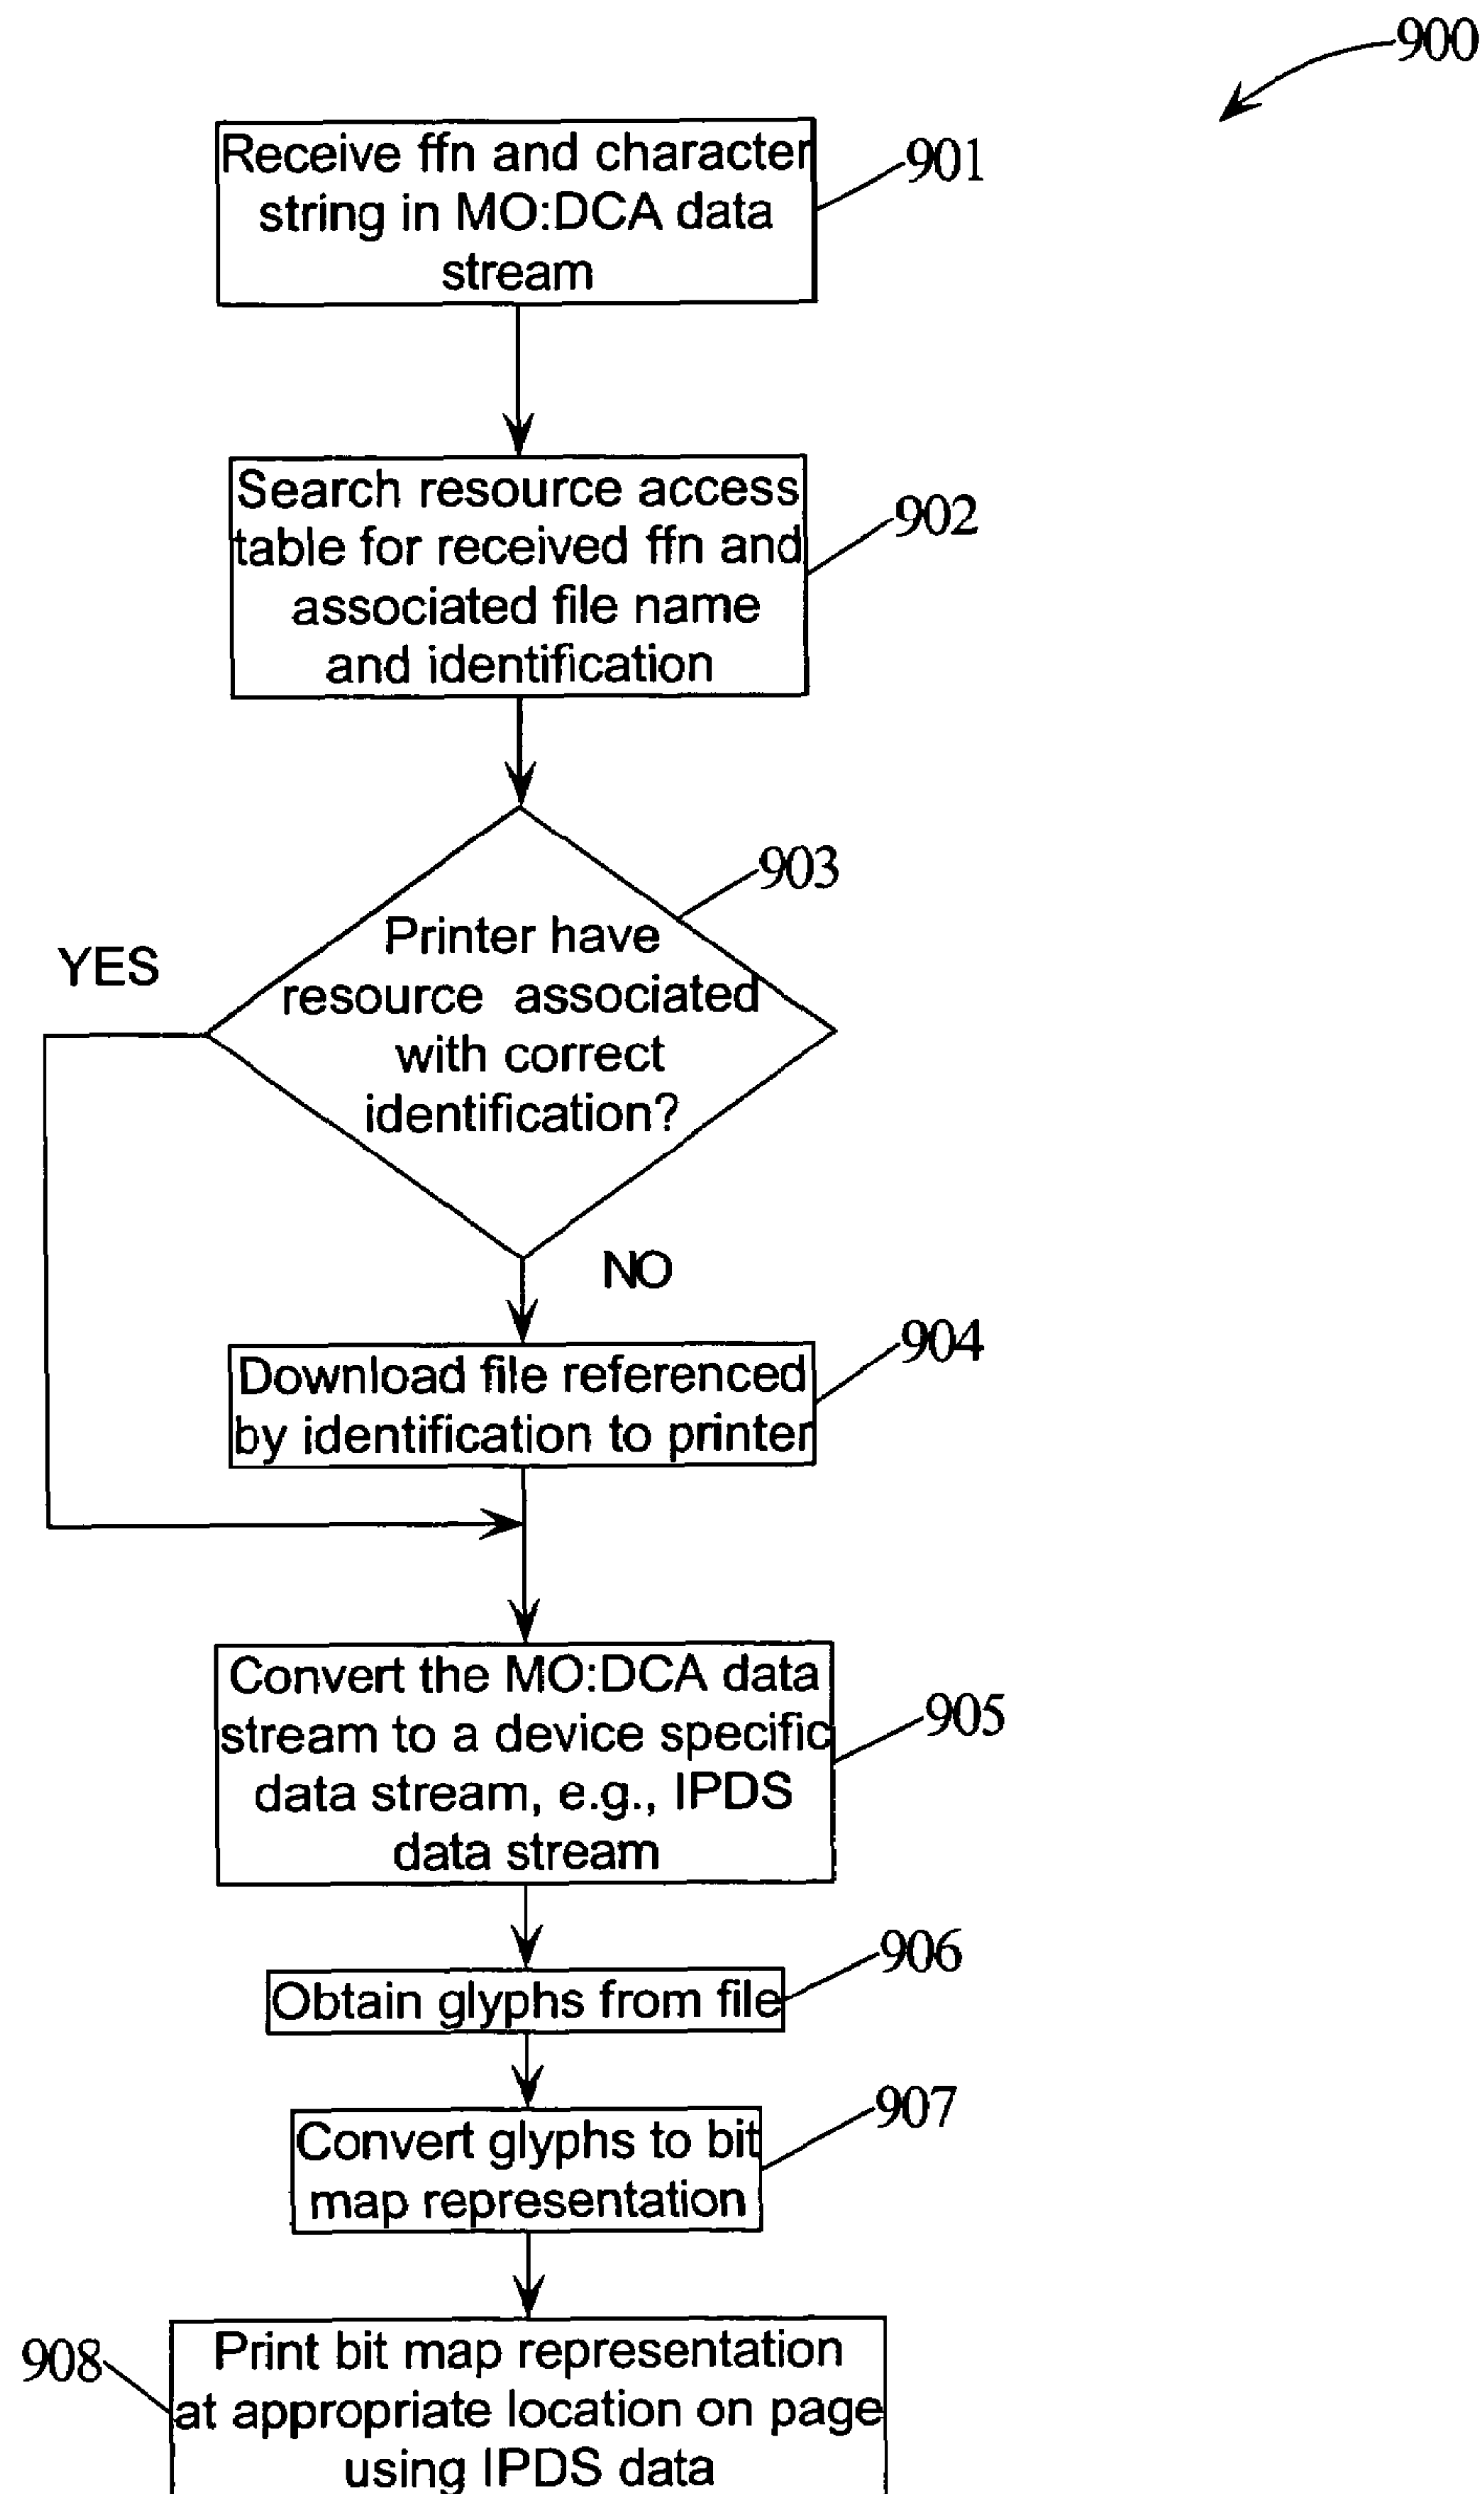 900
Receive ffn and character
string in MO:DCA data
stream
901
Search resource access
table for received ffn and
associated file name
and identification
902
903
Printer have
resource associated
with correct
identification?
YES
NO
Download file referenced
by identification to printer
904
Convert the MO:DCA data
stream to a device specific
data stream, e.g., IPDS
data stream
905
Obtain glyphs from file
906
Convert glyphs to bit
map representation
907
908
Print bit map representation
at appropriate location on page
using IPDS data